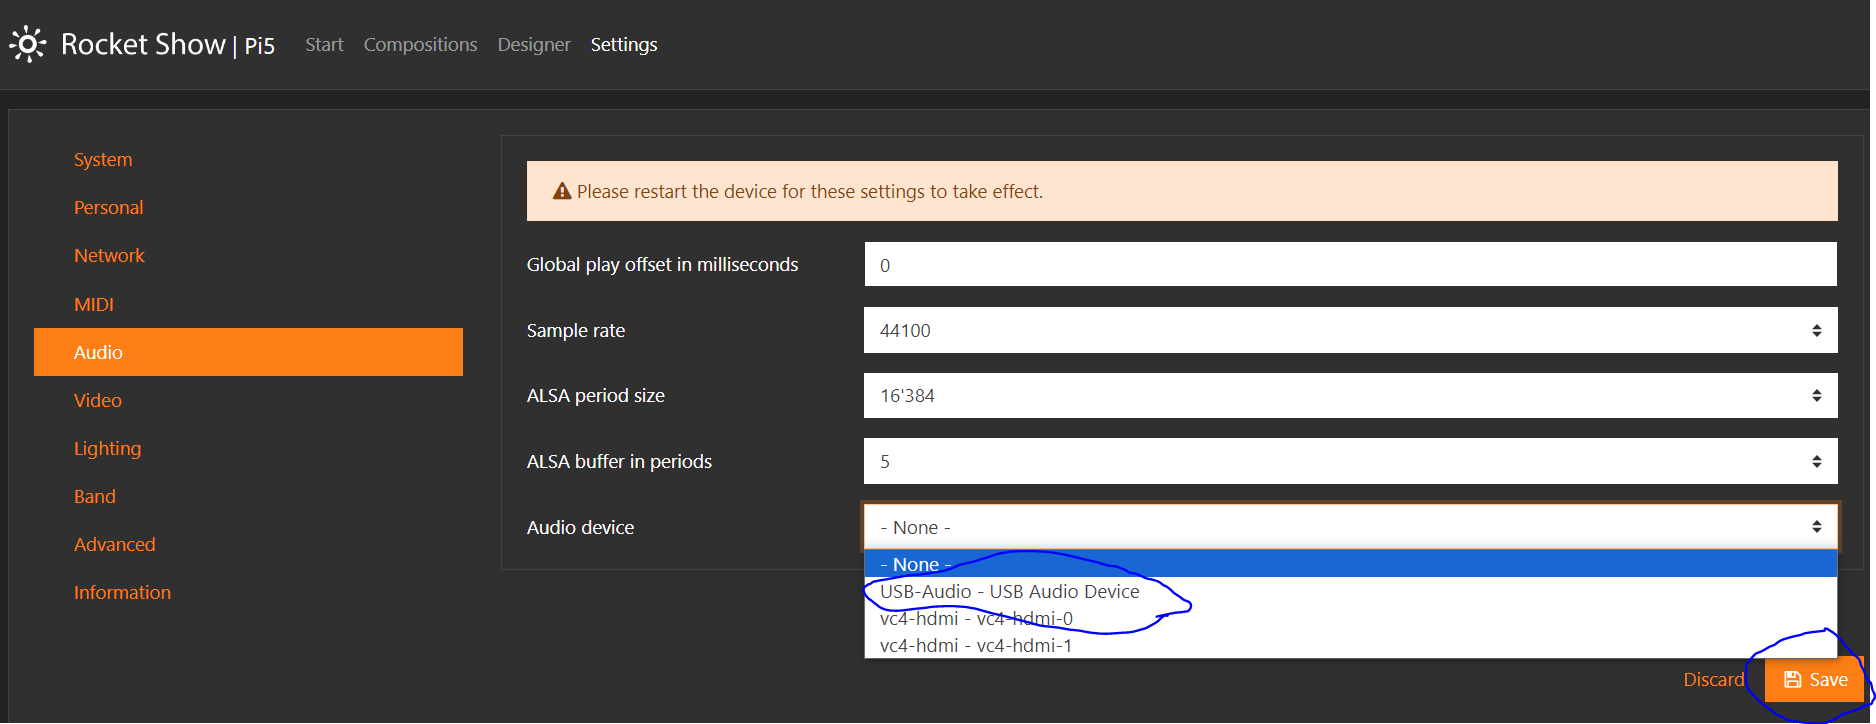 Rocket Show | Pi5 Start Compositions Designer Settings
System
Personal
Network
MIDI
Audio
Video
Lighting
Band
Advanced
Information
Please restart the device for these settings to take effect.
Global play offset in milliseconds 0
Sample rate 44100
ALSA period size 16'384
ALSA buffer in periods 5
Audio device - None -
- None -
USB-Audio - USB Audio Device
vc4-hdmi - vc4-hdmi-0
vc4-hdmi - vc4-hdmi-1
Discard Save